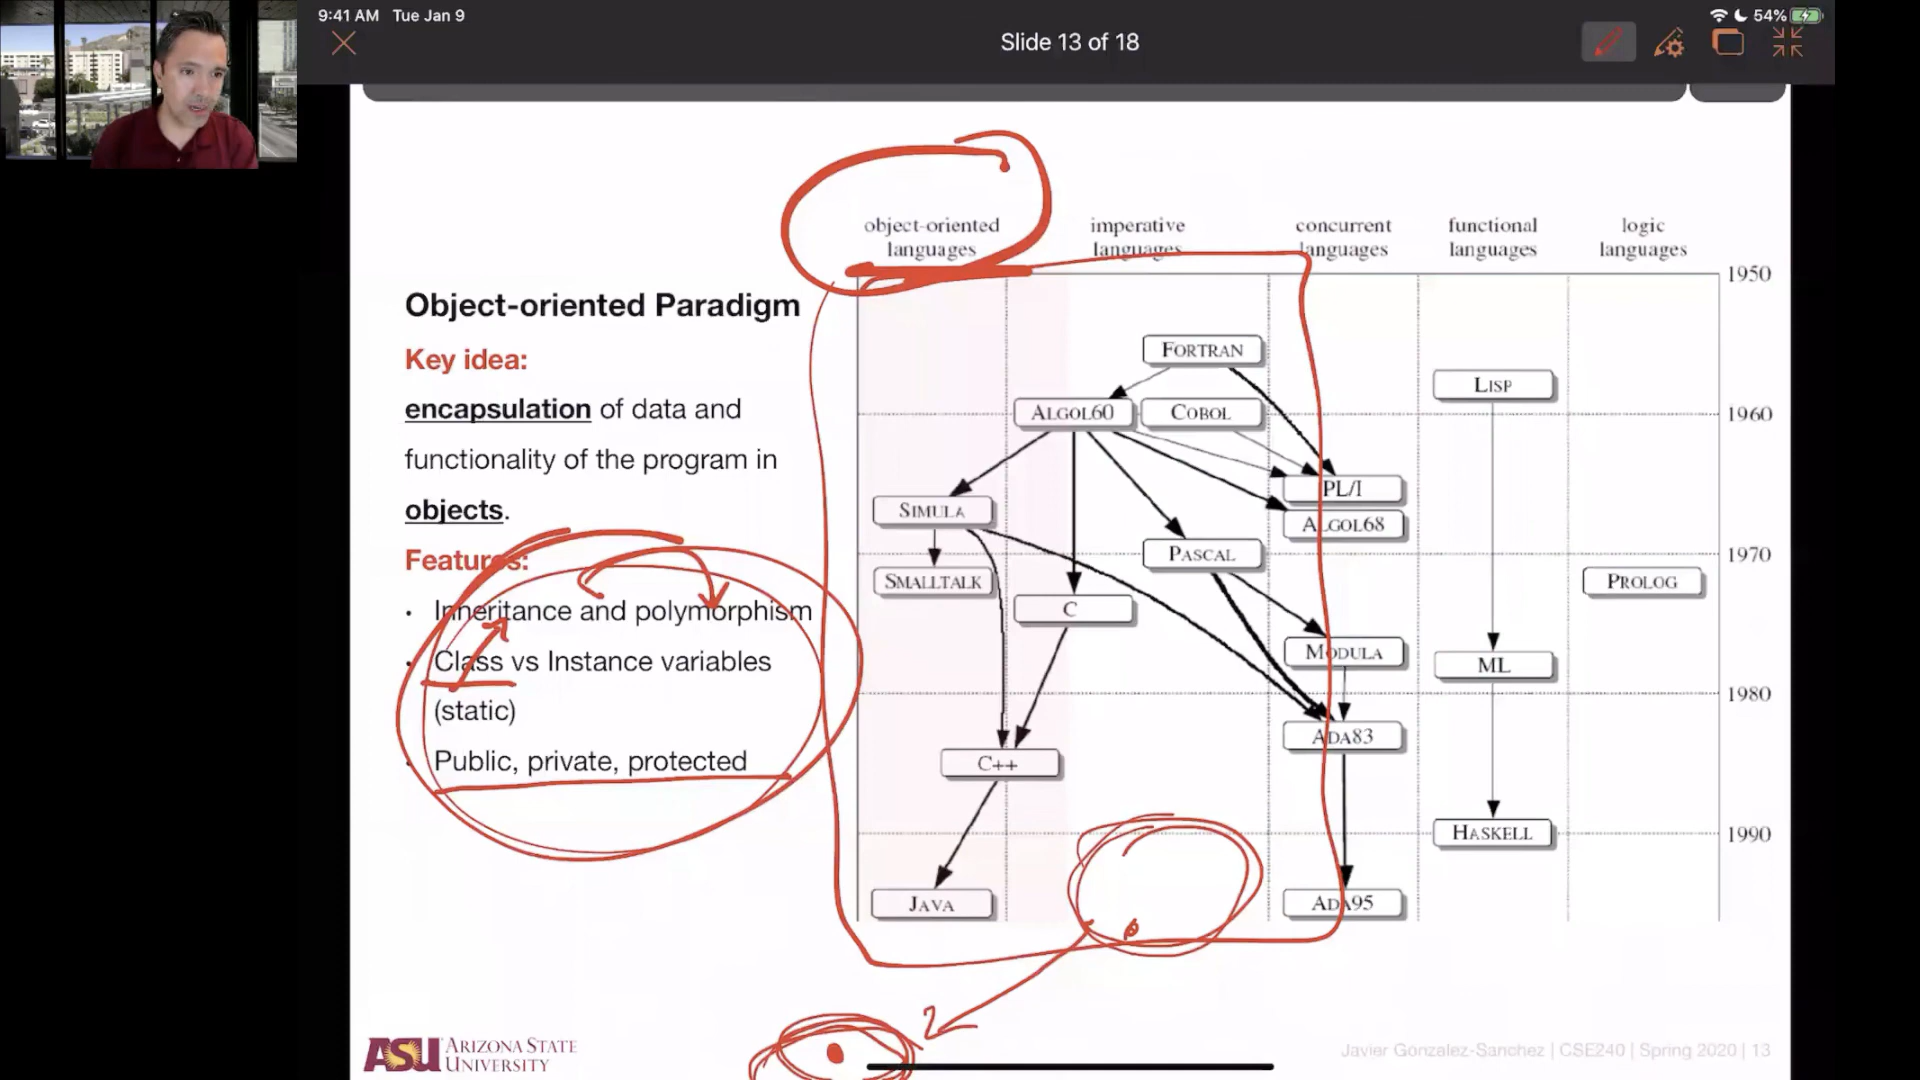 9:41 AM Tue Jan 9
54%
Slide 13 of 18
object-oriented languages
imperative languages
concurrent languages
functional languages
logic languages
1950
Object-oriented Paradigm
FORTRAN
Key idea:
LISP
encapsulation of data and
ALGOL60
COBOL
1960
functionality of the program in
PL/I
objects.
SIMULA
ALGOL68
Features:
PASCAL
1970
SMALLTALK
PROLOG
Inheritance and polymorphism
C
Class vs Instance variables
MODULA
ML
1980
(static)
ADA83
Public, private, protected
C++
HASKELL
1990
JAVA
ADA95
2
ASU ARIZONA STATE
UNIVERSITY
Javier Gonzalez-Sanchez | CSE240 | Spring 2020 | 13